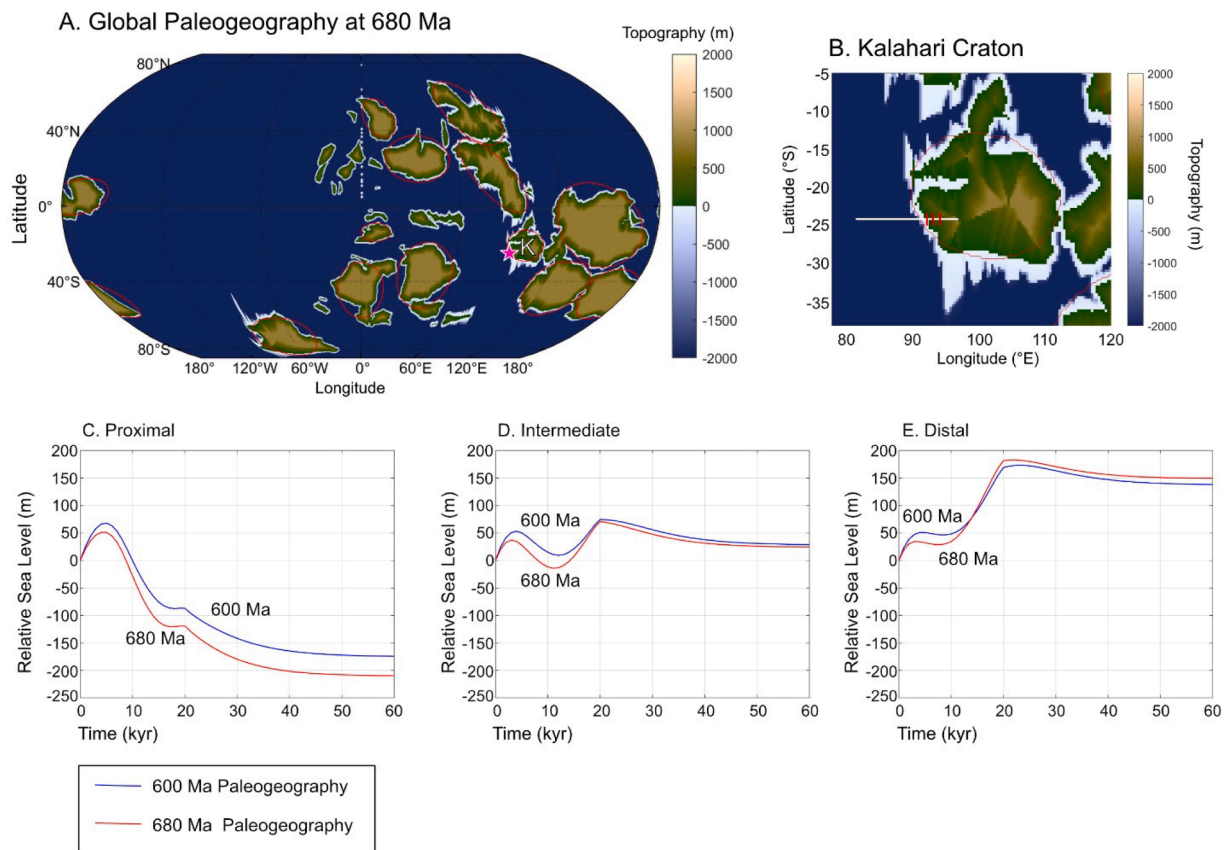 A. Global Paleogeography at 680 Ma
Topography (m)
2000
1500
1000
500
0
-500
-1000
-1500
-2000
80°N
40°N
0°
40°S
80°S
Latitude
K
180°
120°W
60°W
0°
60°E
120°E
180°
Longitude
B. Kalahari Craton
-5
-10
-15
-20
-25
-30
-35
Latitude (°S)
80
90
100
110
120
Longitude (°E)
2000
1500
1000
500
0
-500
-1000
-1500
-2000
Topography (m)
C. Proximal
200
150
100
50
0
-50
-100
-150
-200
-250
Relative Sea Level (m)
600 Ma
680 Ma
0
10
20
30
40
50
60
Time (kyr)
D. Intermediate
200
150
100
50
0
-50
-100
-150
-200
-250
Relative Sea Level (m)
600 Ma
680 Ma
0
10
20
30
40
50
60
Time (kyr)
E. Distal
200
150
100
50
0
-50
-100
-150
-200
-250
Relative Sea Level (m)
600 Ma
680 Ma
0
10
20
30
40
50
60
Time (kyr)
600 Ma Paleogeography
680 Ma Paleogeography